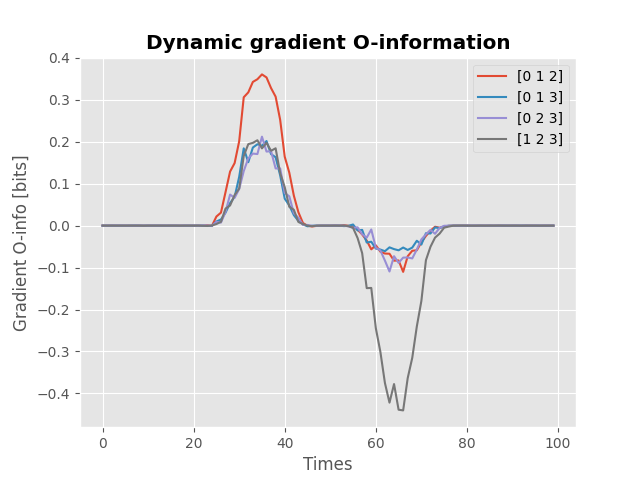 Dynamic gradient O-information
[0 1 2]
[0 1 3]
[0 2 3]
[1 2 3]
Gradient O-info [bits]
0.4
0.3
0.2
0.1
0.0
−0.1
−0.2
−0.3
−0.4
0 20 40 60 80 100
Times